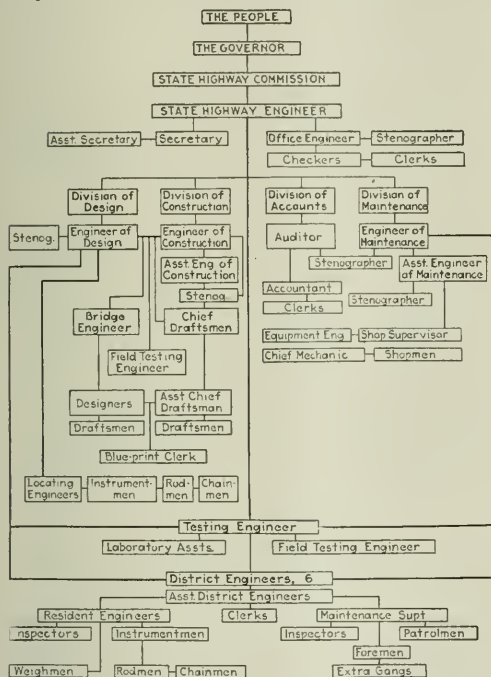 THE PEOPLE
THE GOVERNOR
STATE HIGHWAY COMMISSION
STATE HIGHWAY ENGINEER
Asst. Secretary
Secretary
Office Engineer
Stenographer
Checkers
Clerks
Division of
Design
Division of
Construction
Division of
Accounts
Division of
Maintenance
Stenog.
Engineer of
Design
Engineer of
Construction
Auditor
Engineer of
Maintenance
Asst. Eng of
Construction
Stenographer
Asst. Engineer
of Maintenance
Stenog
Accountant
Stenographer
Clerks
Bridge
Engineer
Chief
Draftsmen
Equipment Eng
Shop Supervisor
Field Testing
Engineer
Chief Mechanic
Shopmen
Designers
Asst Chief
Draftsman
Draftsmen
Draftsmen
Blue-print Clerk
Locating
Engineers
Instrument-
men
Rod-
men
Chain-
men
Testing Engineer
Laboratory Assts.
Field Testing Engineer
District Engineers, 6
Asst. District Engineers
Resident Engineers
Clerks
Maintenance Supt
Inspectors
Instrumentmen
Inspectors
Patrolmen
Foremen
Weighmen
Rodmen
Chainmen
Extra Gangs